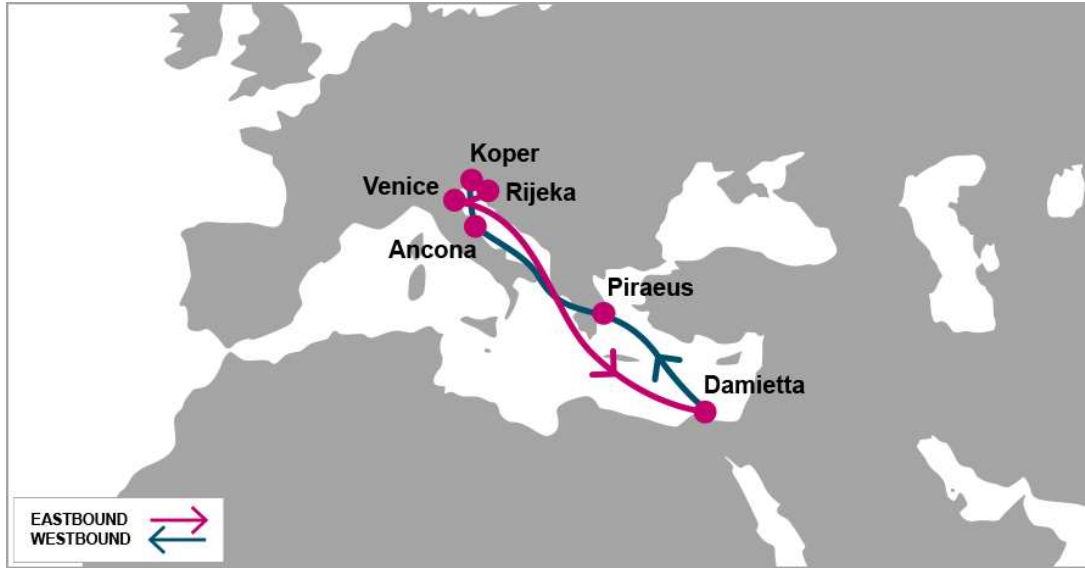 Koper
Venice
Rijeka
Ancona
Piraeus
Damietta
EASTBOUND
WESTBOUND